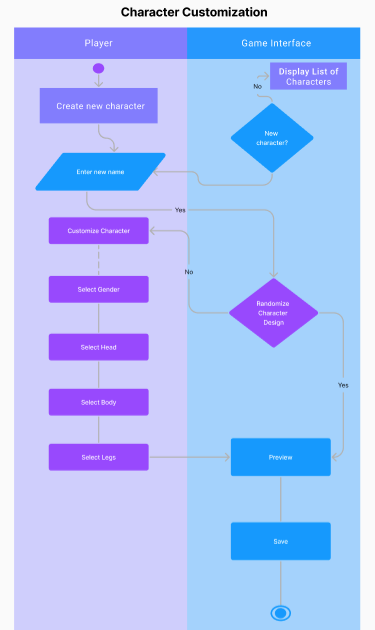 Character Customization
Player
Game Interface
Display List of
Characters
No
Create new character
New
character?
Enter new name
Yes
Customize Character
No
Select Gender
Randomize
Character
Design
Select Head
Yes
Select Body
Select Legs
Preview
Save